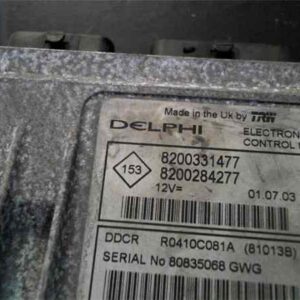 Made in the Uk by TRW
DELPHI ELECTRON
CONTROL
153
8200331477
8200284277
12V= 01.07.03
DDCR R0410C081A (81013B)
SERIAL No 80835068 GWG